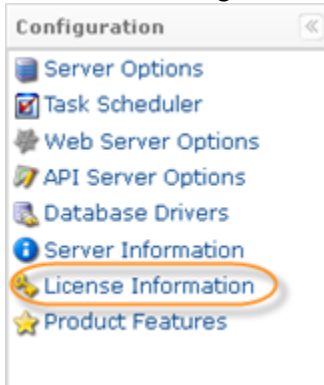 Configuration
Server Options
Task Scheduler
Web Server Options
API Server Options
Database Drivers
Server Information
License Information
Product Features